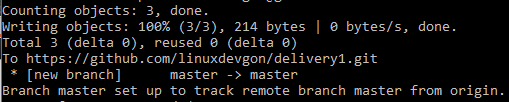 Counting objects: 3, done.
Writing objects: 100% (3/3), 214 bytes | 0 bytes/s, done.
Total 3 (delta 0), reused 0 (delta 0)
To https://github.com/linuxdevgon/delivery1.git
 * [new branch]      master -> master
Branch master set up to track remote branch master from origin.